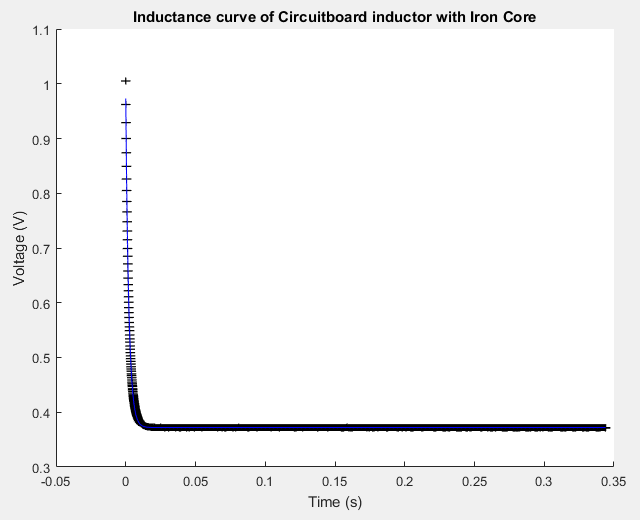 Inductance curve of Circuitboard inductor with Iron Core
1.1
1
0.9
0.8
0.7
0.6
0.5
0.4
0.3
Voltage (V)
-0.05 0 0.05 0.1 0.15 0.2 0.25 0.3 0.35
Time (s)